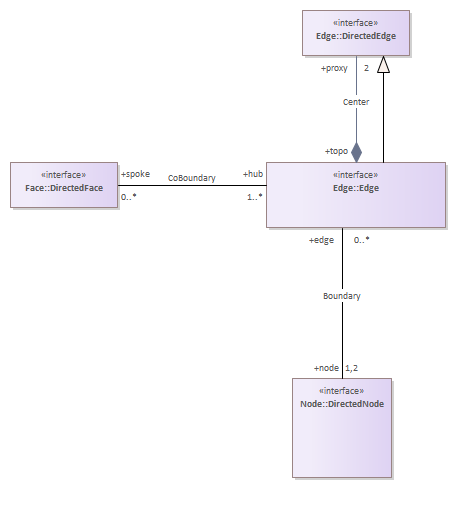 «interface»
Edge::DirectedEdge
+proxy 2
Center
+topo
«interface»
Face::DirectedFace
+spoke CoBoundary +hub
0..* 1..*
«interface»
Edge::Edge
+edge 0..*
Boundary
+node 1,2
«interface»
Node::DirectedNode